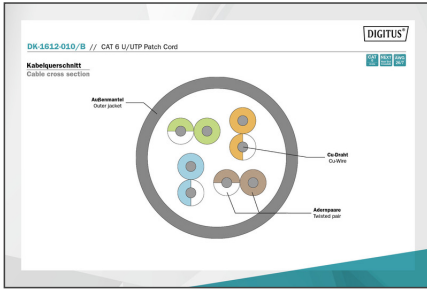 DIGITUS®
DK-1612-010/B // CAT 6 U/UTP Patch Cord
Kabelquerschnitt
Cable cross section
Außenmantel
Outer jacket
Cu-Draht
Cu-Wire
Aderspaare
Twisted pair